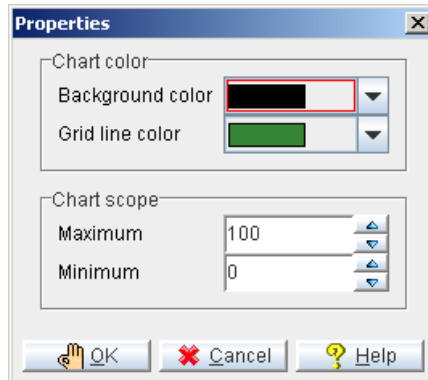 Properties
Chart color
Background color
Grid line color
Chart scope
Maximum 100
Minimum 0
OK Cancel Help